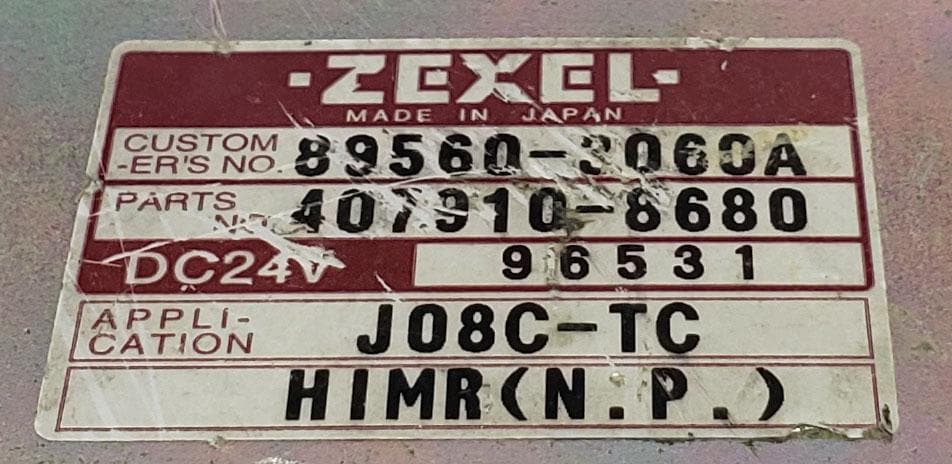 ·ZEXEL·
MADE IN JAPAN
CUSTOM
-ER'S NO. 89560-3060A
PARTS
NO. 407910-8680
DC24V 96531
APPLI-
CATION J08C-TC
HIMR(N.P.)